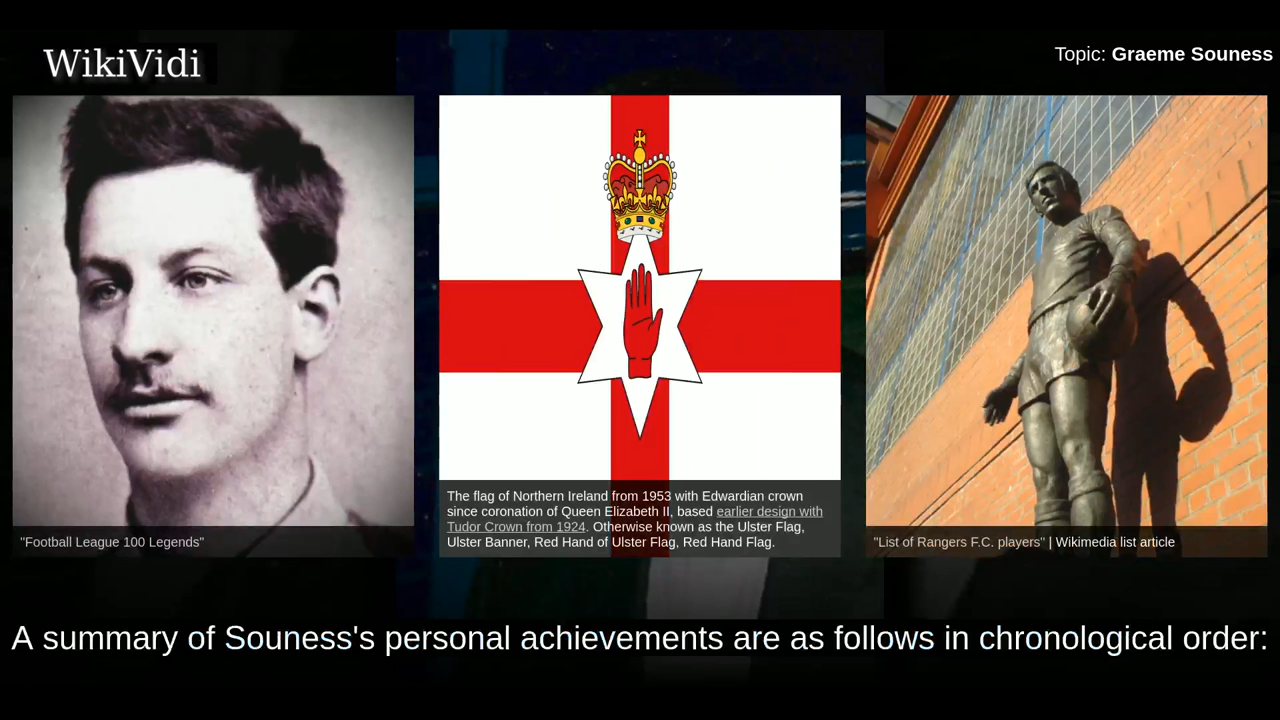 WikiVidi
Topic: Graeme Souness
"Football League 100 Legends"
The flag of Northern Ireland from 1953 with Edwardian crown
since coronation of Queen Elizabeth II, based earlier design with
Tudor Crown from 1924. Otherwise known as the Ulster Flag,
Ulster Banner, Red Hand of Ulster Flag, Red Hand Flag.
"List of Rangers F.C. players" | Wikimedia list article
A summary of Souness's personal achievements are as follows in chronological order: